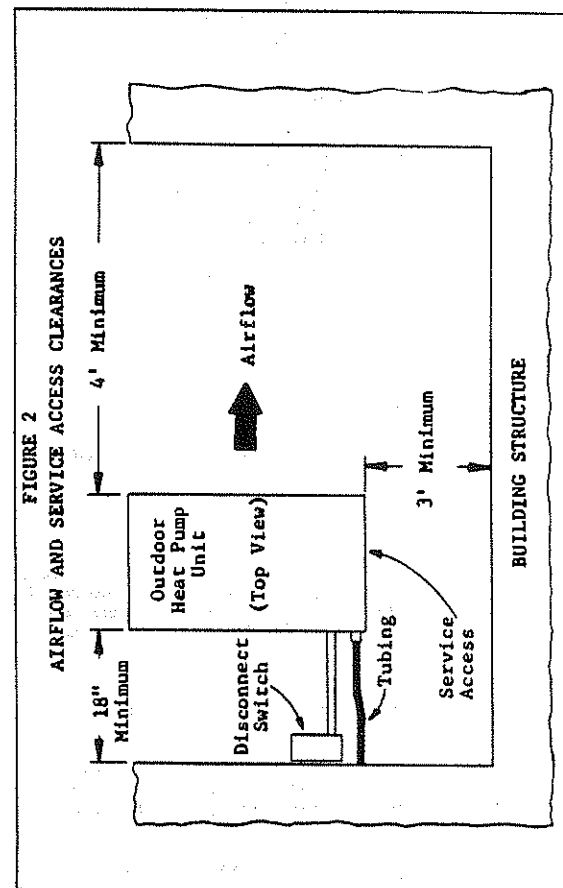 FIGURE 2
AIRFLOW AND SERVICE ACCESS CLEARANCES
18"
Minimum
4' Minimum
Outdoor
Heat Pump
Unit
(Top View)
Airflow
Disconnect
Switch
Tubing
Service
Access
3' Minimum
BUILDING STRUCTURE